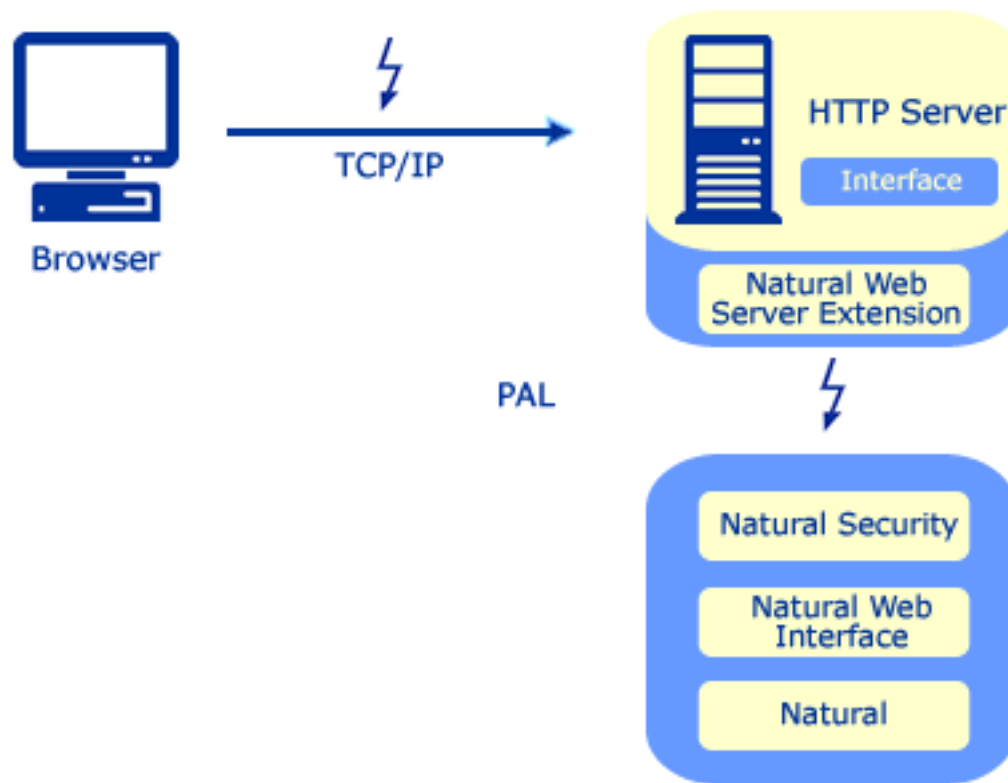 HTTP Server
TCP/IP
Interface
Browser
Natural Web
Server Extension
PAL
Natural Security
Natural Web
Interface
Natural